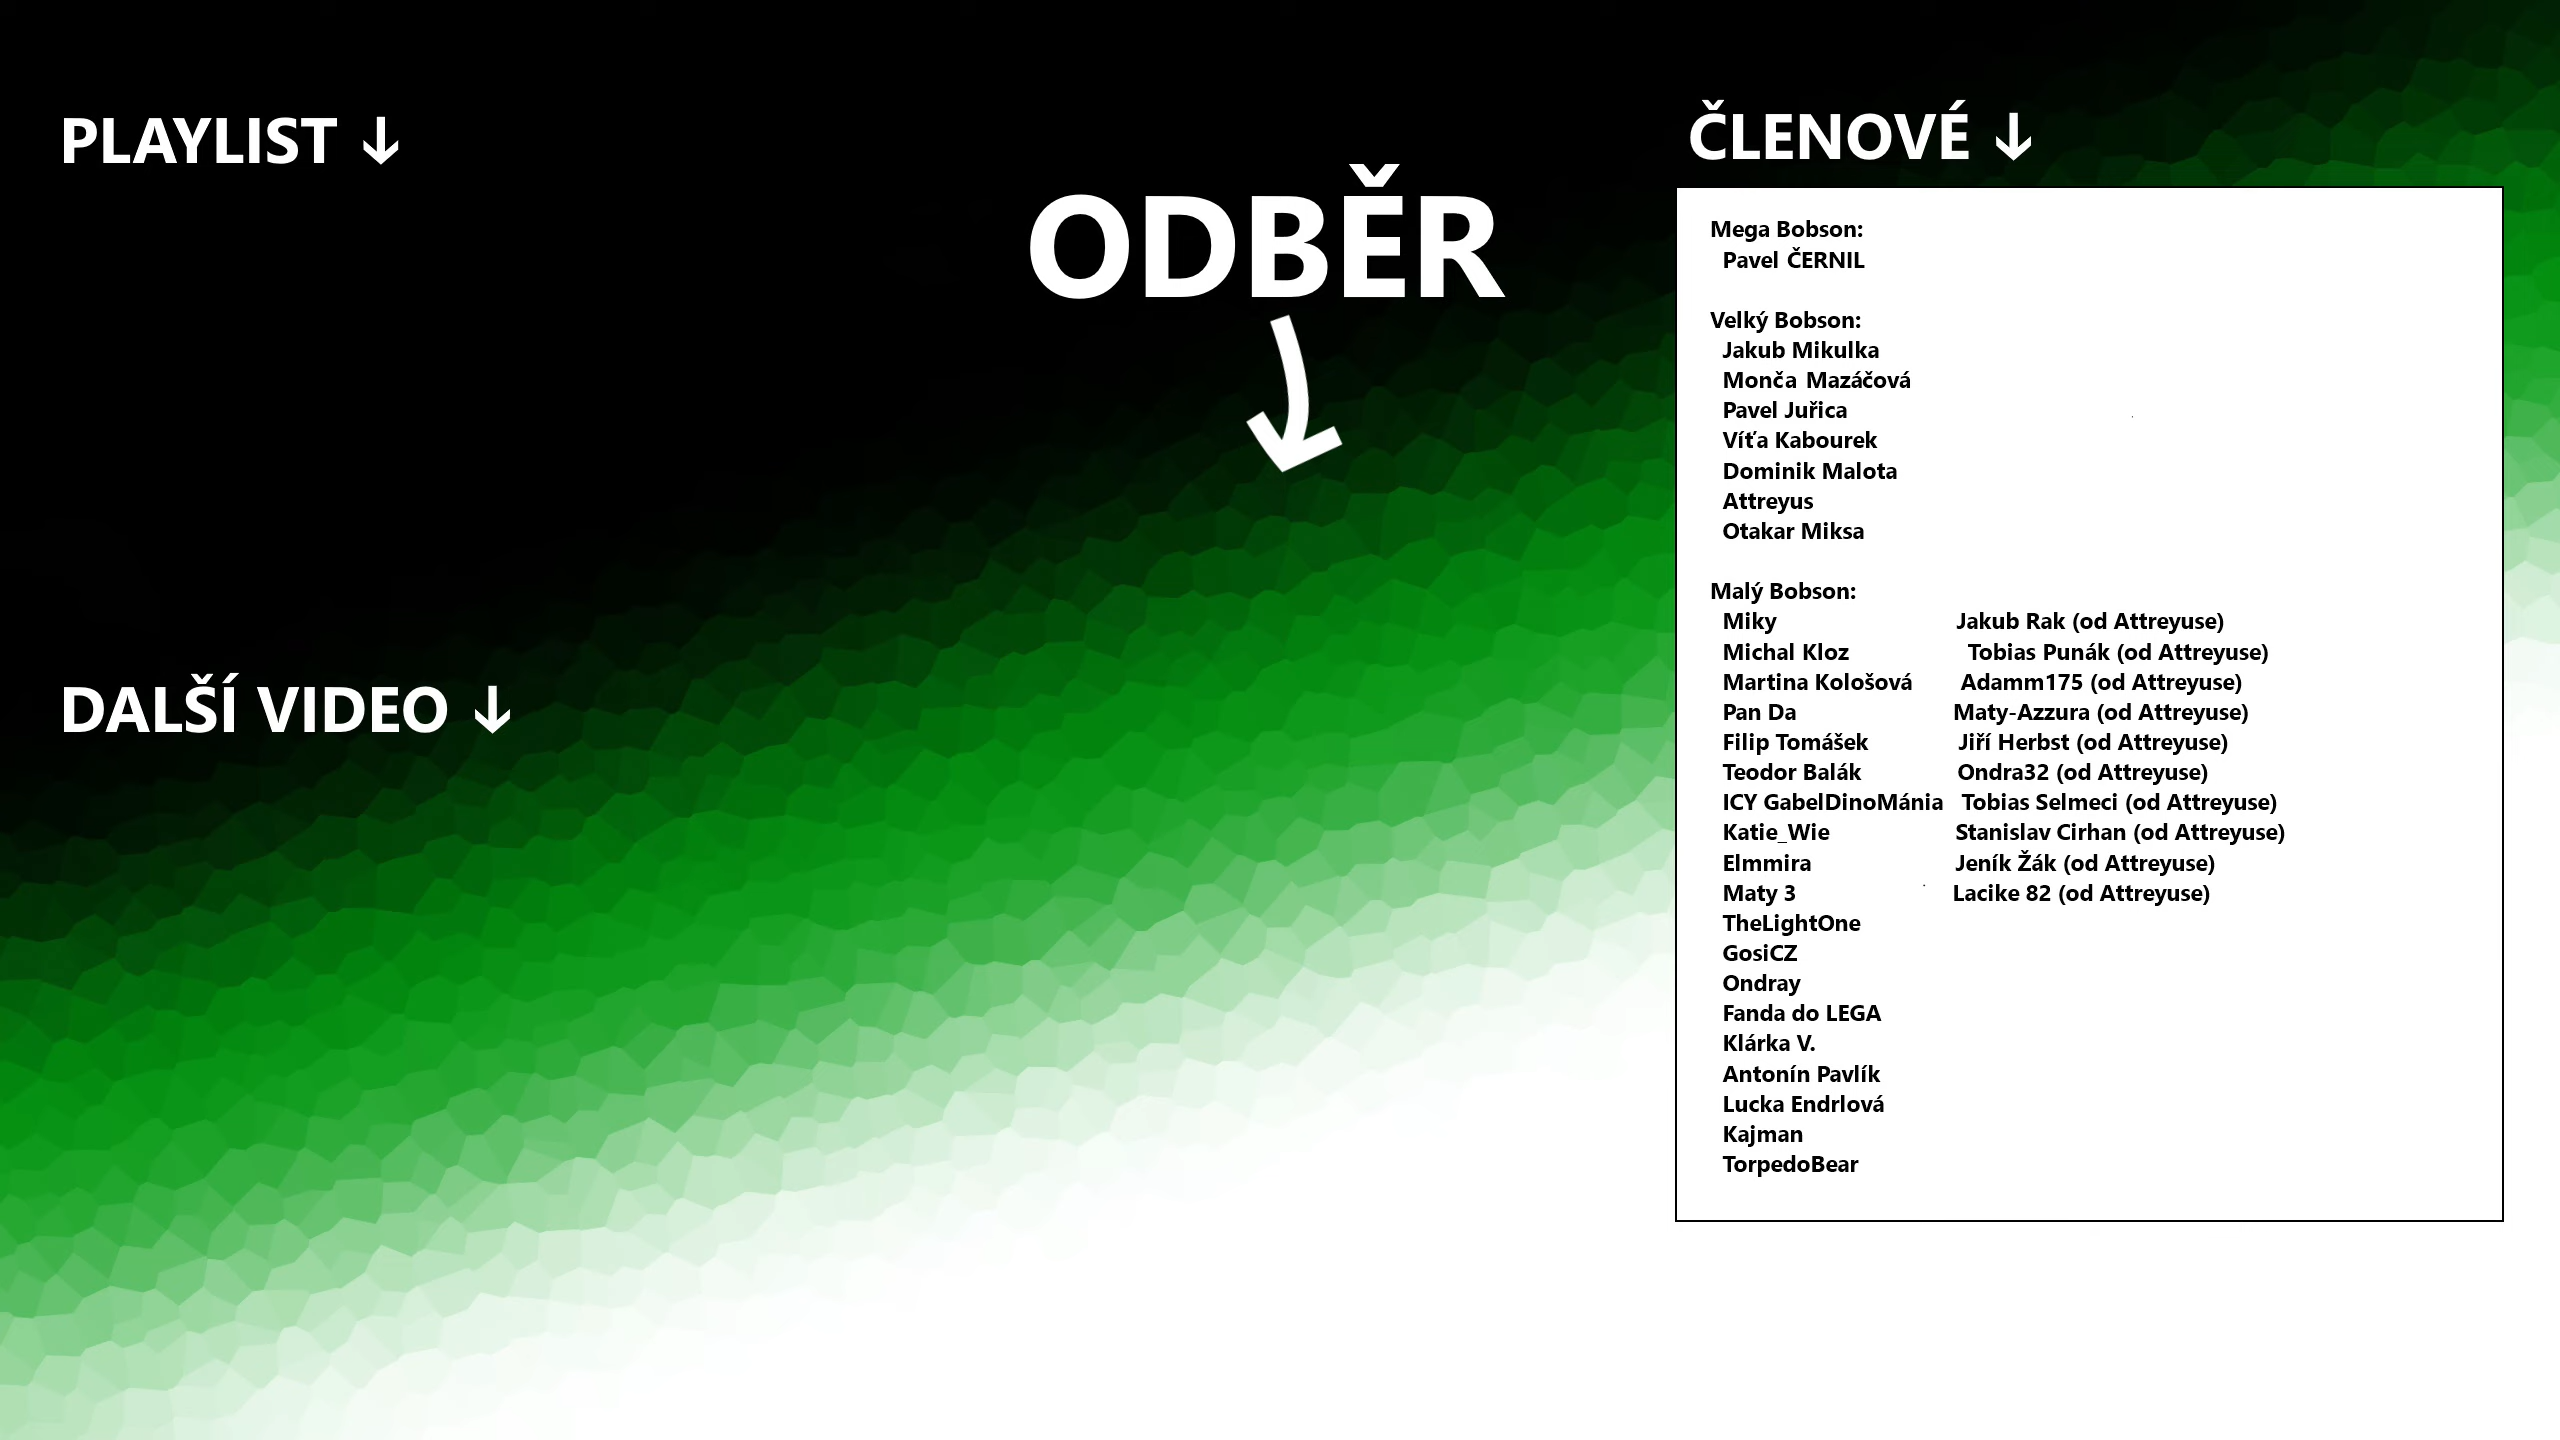 PLAYLIST ↓
ODBĚR
DALŠÍ VIDEO ↓
ČLENOVÉ ↓
Mega Bobson:
Pavel ČERNIL
Velký Bobson:
Jakub Mikulka
Monča Mazáčová
Pavel Juřica
Víťa Kabourek
Dominik Malota
Attreyus
Otakar Miksa
Malý Bobson:
Miky Jakub Rak (od Attreyuse)
Michal Kloz Tobias Punák (od Attreyuse)
Martina Kološová Adamm175 (od Attreyuse)
Pan Da Maty-Azzura (od Attreyuse)
Filip Tomášek Jiří Herbst (od Attreyuse)
Teodor Balák Ondra32 (od Attreyuse)
ICY GabelDinoMánia Tobias Selmeci (od Attreyuse)
Katie_Wie Stanislav Cirhan (od Attreyuse)
Elmmira Jeník Žák (od Attreyuse)
Maty 3 Lacike 82 (od Attreyuse)
TheLightOne
GosiCZ
Ondray
Fanda do LEGA
Klárka V.
Antonín Pavlík
Lucka Endrlová
Kajman
TorpedoBear